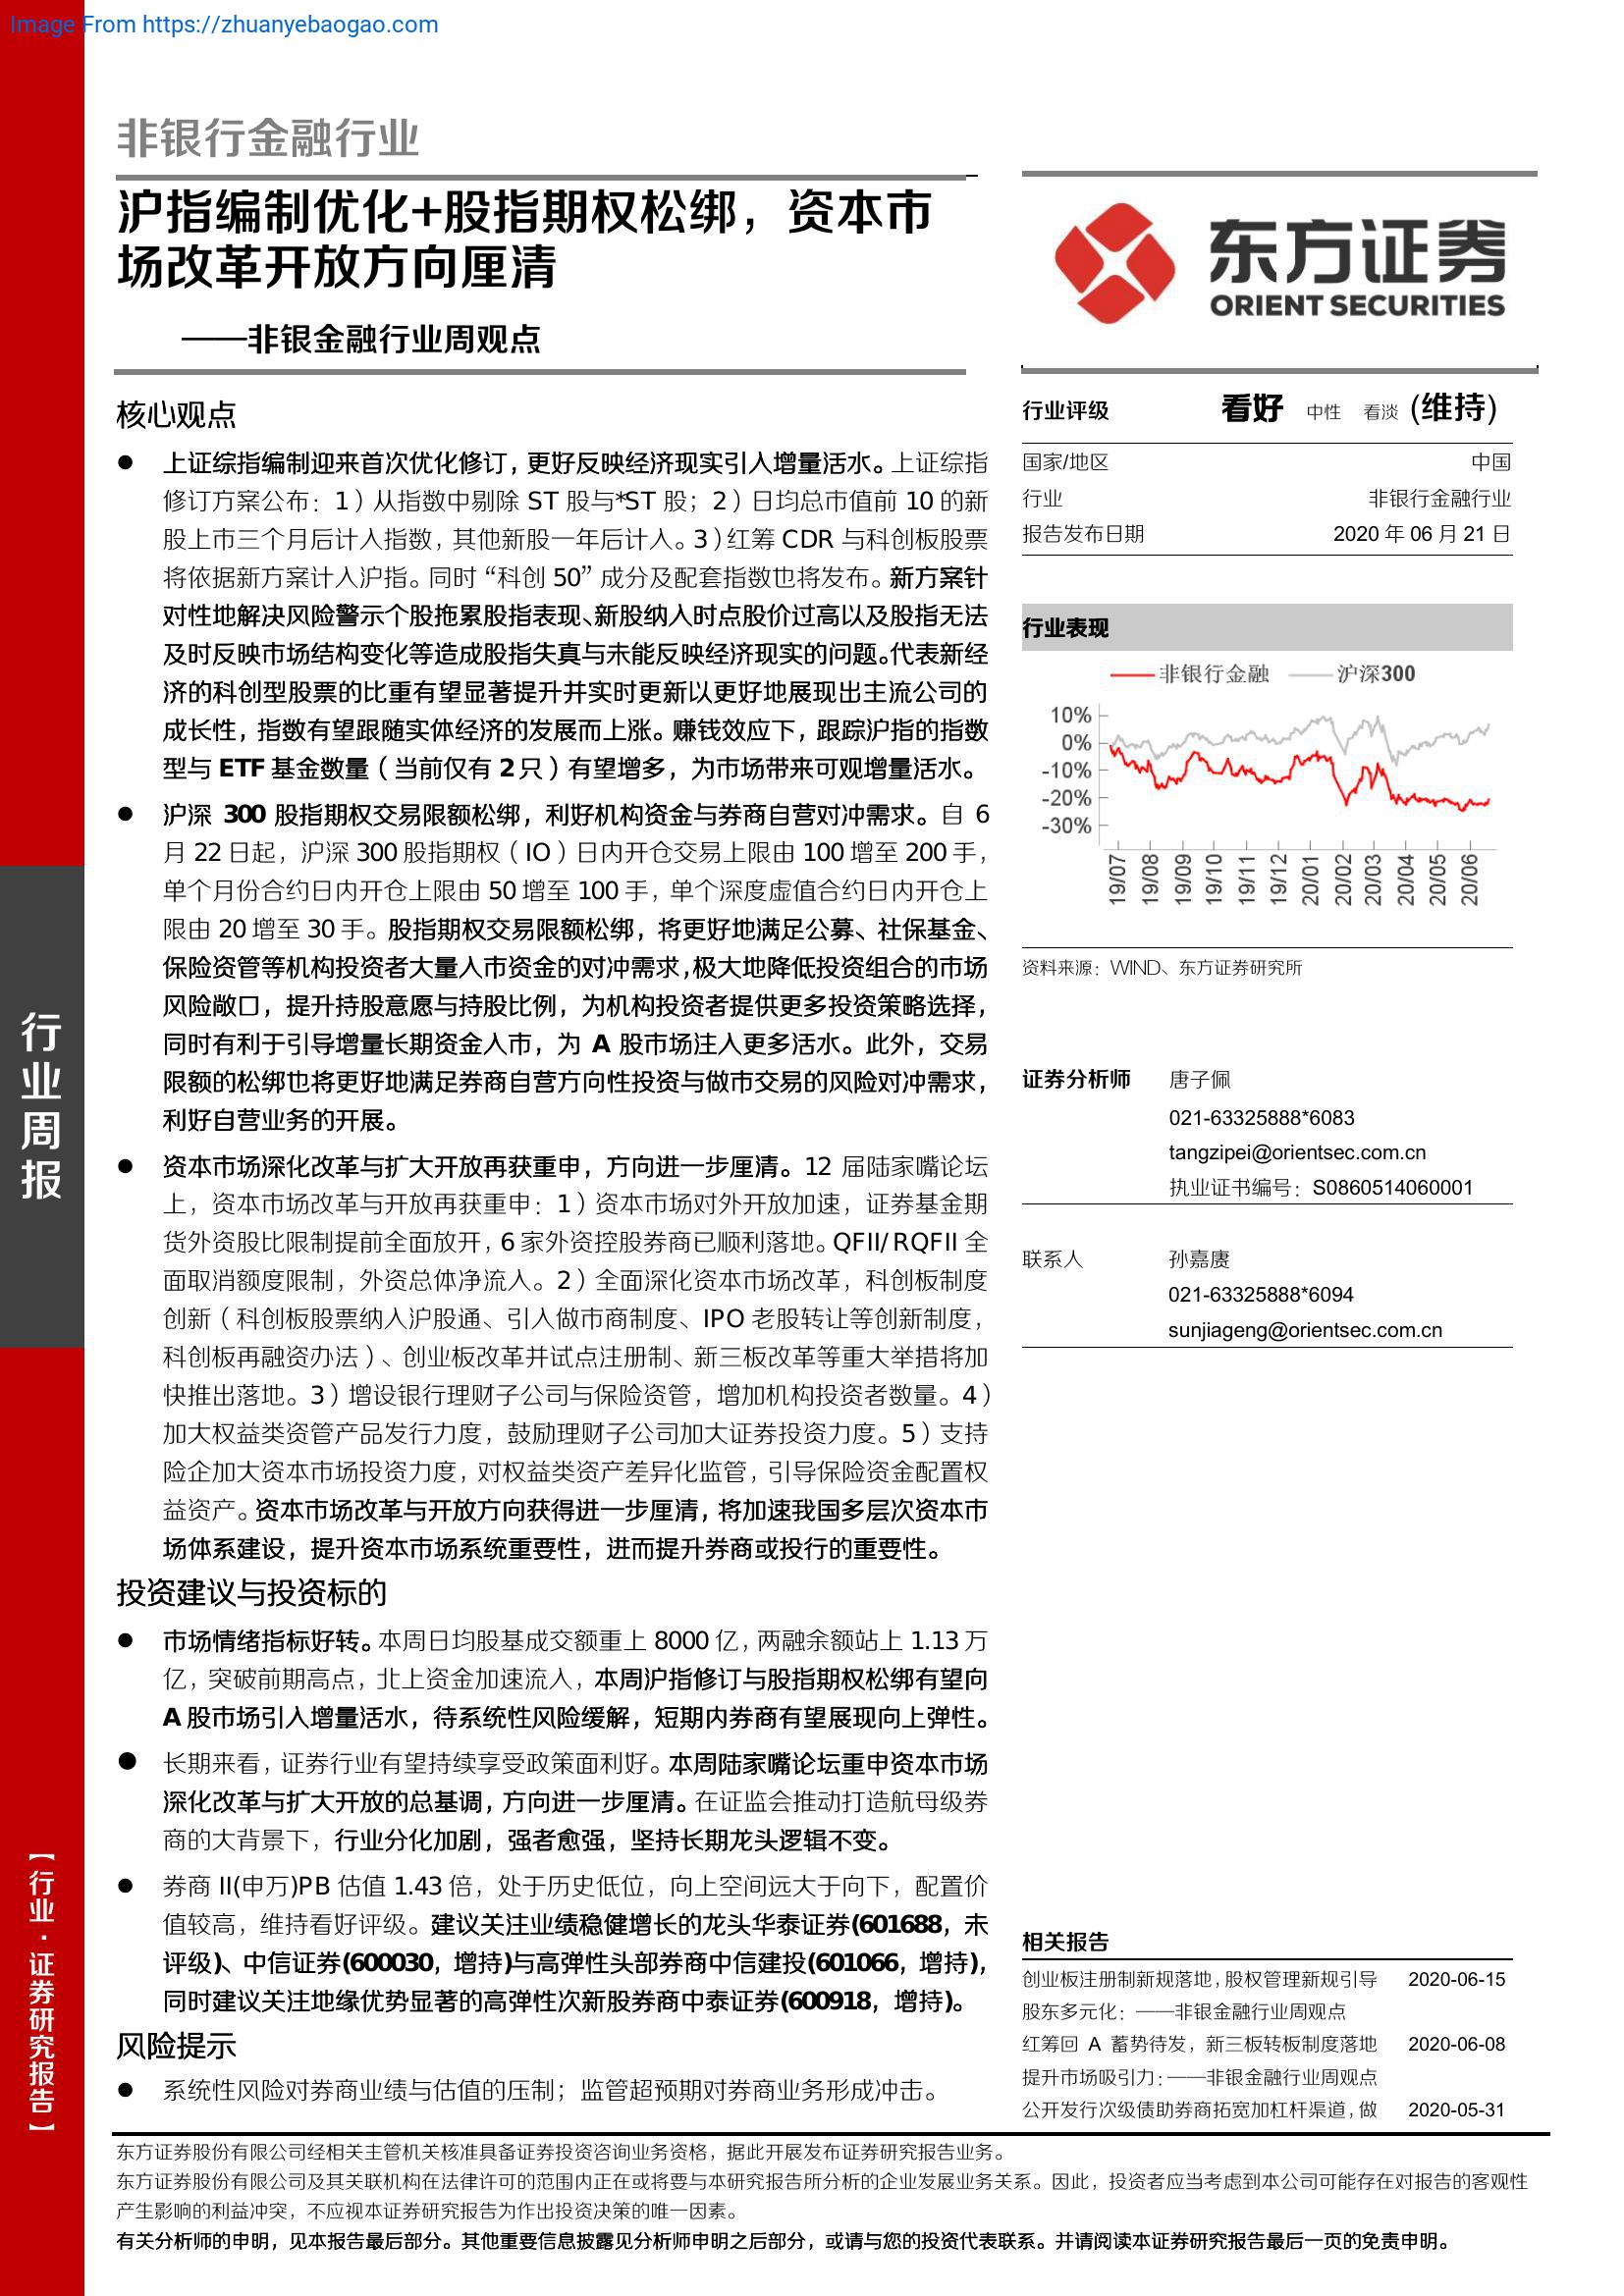 Image From https://zhuanyebaogao.com
非银行金融行业
沪指编制优化+股指期权松绑，资本市
场改革开放方向厘清
——非银金融行业周观点
核心观点
● 上证综指编制迎来首次优化修订，更好反映经济现实引入增量活水。上证综指
修订方案公布：1）从指数中剔除 ST 股与*ST 股；2）日均总市值前 10 的新
股上市三个月后计入指数，其他新股一年后计入。3）红筹 CDR 与科创板股票
将依据新方案计入沪指。同时“科创 50”成分及配套指数也将发布。新方案针
对性地解决风险警示个股拖累股指表现、新股纳入时点股价过高以及股指无法
及时反映市场结构变化等造成股指失真与未能反映经济现实的问题。代表新经
济的科创型股票的比重有望显著提升并实时更新以更好地展现出主流公司的
成长性，指数有望跟随实体经济的发展而上涨。赚钱效应下，跟踪沪指的指数
型与 ETF 基金数量（当前仅有 2 只）有望增多，为市场带来可观增量活水。
● 沪深 300 股指期权交易限额松绑，利好机构资金与券商自营对冲需求。自 6
月 22 日起，沪深 300 股指期权（IO）日内开仓交易上限由 100 增至 200 手，
单个月份合约日内开仓上限由 50 增至 100 手，单个深度虚值合约日内开仓上
限由 20 增至 30 手。股指期权交易限额松绑，将更好地满足公募、社保基金、
保险资管等机构投资者大量入市资金的对冲需求，极大地降低投资组合的市场
风险敞口，提升持股意愿与持股比例，为机构投资者提供更多投资策略选择，
同时有利于引导增量长期资金入市，为 A 股市场注入更多活水。此外，交易
限额的松绑也将更好地满足券商自营方向性投资与做市交易的风险对冲需求，
利好自营业务的开展。
● 资本市场深化改革与扩大开放再获重申，方向进一步厘清。12 届陆家嘴论坛
上，资本市场改革与开放再获重申：1）资本市场对外开放加速，证券基金期
货外资股比限制提前全面放开，6 家外资控股券商已顺利落地。QFII/RQFII 全
面取消额度限制，外资总体净流入。2）全面深化资本市场改革，科创板制度
创新（科创板股票纳入沪股通、引入做市商制度、IPO 老股转让等创新制度，
科创板再融资办法）、创业板改革并试点注册制、新三板改革等重大举措将加
快推出落地。3）增设银行理财子公司与保险资管，增加机构投资者数量。4）
加大权益类资管产品发行力度，鼓励理财子公司加大证券投资力度。5）支持
险企加大资本市场投资力度，对权益类资产差异化监管，引导保险资金配置权
益资产。资本市场改革与开放方向获得进一步厘清，将加速我国多层次资本市
场体系建设，提升资本市场系统重要性，进而提升券商或投行的重要性。
投资建议与投资标的
● 市场情绪指标好转。本周日均股基成交额重上 8000 亿，两融余额站上 1.13 万
亿，突破前期高点，北上资金加速流入，本周沪指修订与股指期权松绑有望向
A 股市场引入增量活水，待系统性风险缓解，短期内券商有望展现向上弹性。
● 长期来看，证券行业有望持续享受政策面利好。本周陆家嘴论坛重申资本市场
深化改革与扩大开放的总基调，方向进一步厘清。在证监会推动打造航母级券
商的大背景下，行业分化加剧，强者愈强，坚持长期龙头逻辑不变。
● 券商 II(申万)PB 估值 1.43 倍，处于历史低位，向上空间远大于向下，配置价
值较高，维持看好评级。建议关注业绩稳健增长的龙头华泰证券(601688，未
评级)、中信证券(600030，增持)与高弹性头部券商中信建投(601066，增持)，
同时建议关注地缘优势显著的高弹性次新股券商中泰证券(600918，增持)。
风险提示
● 系统性风险对券商业绩与估值的压制；监管超预期对券商业务形成冲击。
东方证券
ORIENT SECURITIES
行业评级 看好 中性 看淡 (维持)
国家/地区 中国
行业 非银行金融行业
报告发布日期 2020 年 06 月 21 日
行业表现
非银行金融 沪深300
10%
0%
-10%
-20%
-30%
19/07 19/08 19/09 19/10 19/11 19/12 20/01 20/02 20/03 20/04 20/05 20/06
资料来源：WIND、东方证券研究所
证券分析师 唐子佩
021-63325888*6083
tangzipei@orientsec.com.cn
执业证书编号：S0860514060001
联系人 孙嘉赓
021-63325888*6094
sunjiageng@orientsec.com.cn
相关报告
创业板注册制新规落地，股权管理新规引导 2020-06-15
股东多元化：——非银金融行业周观点
红筹回 A 蓄势待发，新三板转板制度落地 2020-06-08
提升市场吸引力：——非银金融行业周观点
公开发行次级债助券商拓宽加杠杆渠道，做 2020-05-31
行业周报
【行业·证券研究报告】
东方证券股份有限公司经相关主管机关核准具备证券投资咨询业务资格，据此开展发布证券研究报告业务。
东方证券股份有限公司及其关联机构在法律许可的范围内正在或将要与本研究报告所分析的企业发展业务关系。因此，投资者应当考虑到本公司可能存在对报告的客观性
产生影响的利益冲突，不应视本证券研究报告为作出投资决策的唯一因素。
有关分析师的申明，见本报告最后部分。其他重要信息披露见分析师申明之后部分，或请与您的投资代表联系。并请阅读本证券研究报告最后一页的免责申明。